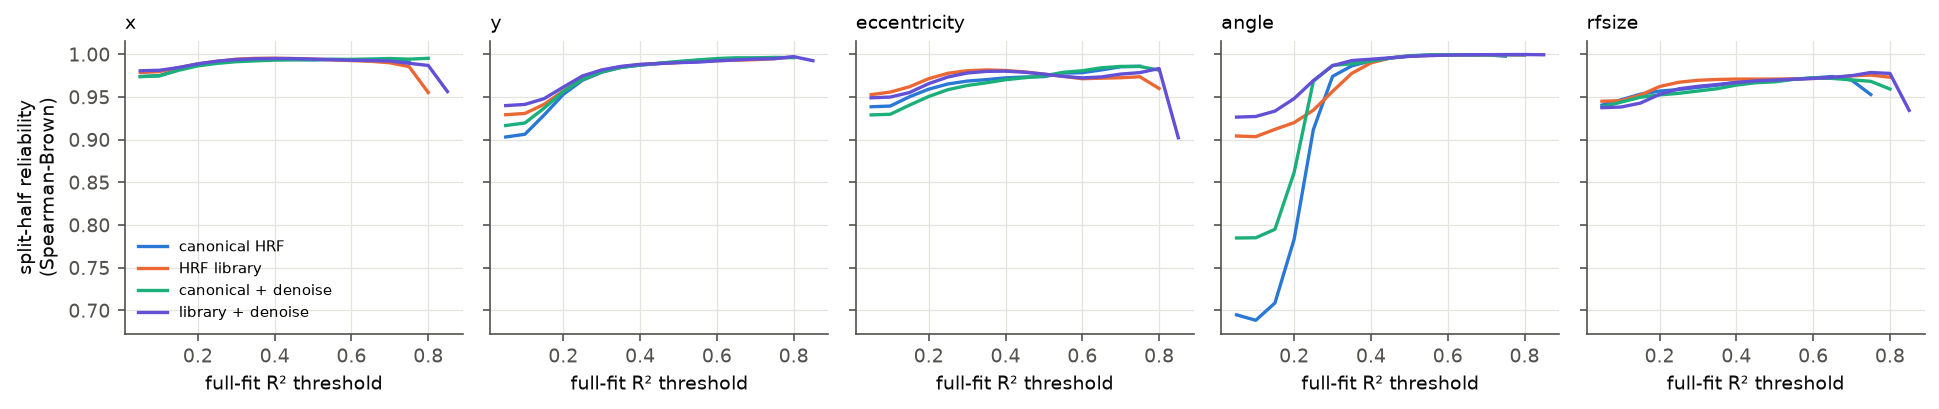 x
y
eccentricity
angle
rfsize
split-half reliability
(Spearman-Brown)
1.00
0.95
0.90
0.85
0.80
0.75
0.70
canonical HRF
HRF library
canonical + denoise
library + denoise
0.2 0.4 0.6 0.8
0.2 0.4 0.6 0.8
0.2 0.4 0.6 0.8
0.2 0.4 0.6 0.8
0.2 0.4 0.6 0.8
full-fit R² threshold
full-fit R² threshold
full-fit R² threshold
full-fit R² threshold
full-fit R² threshold